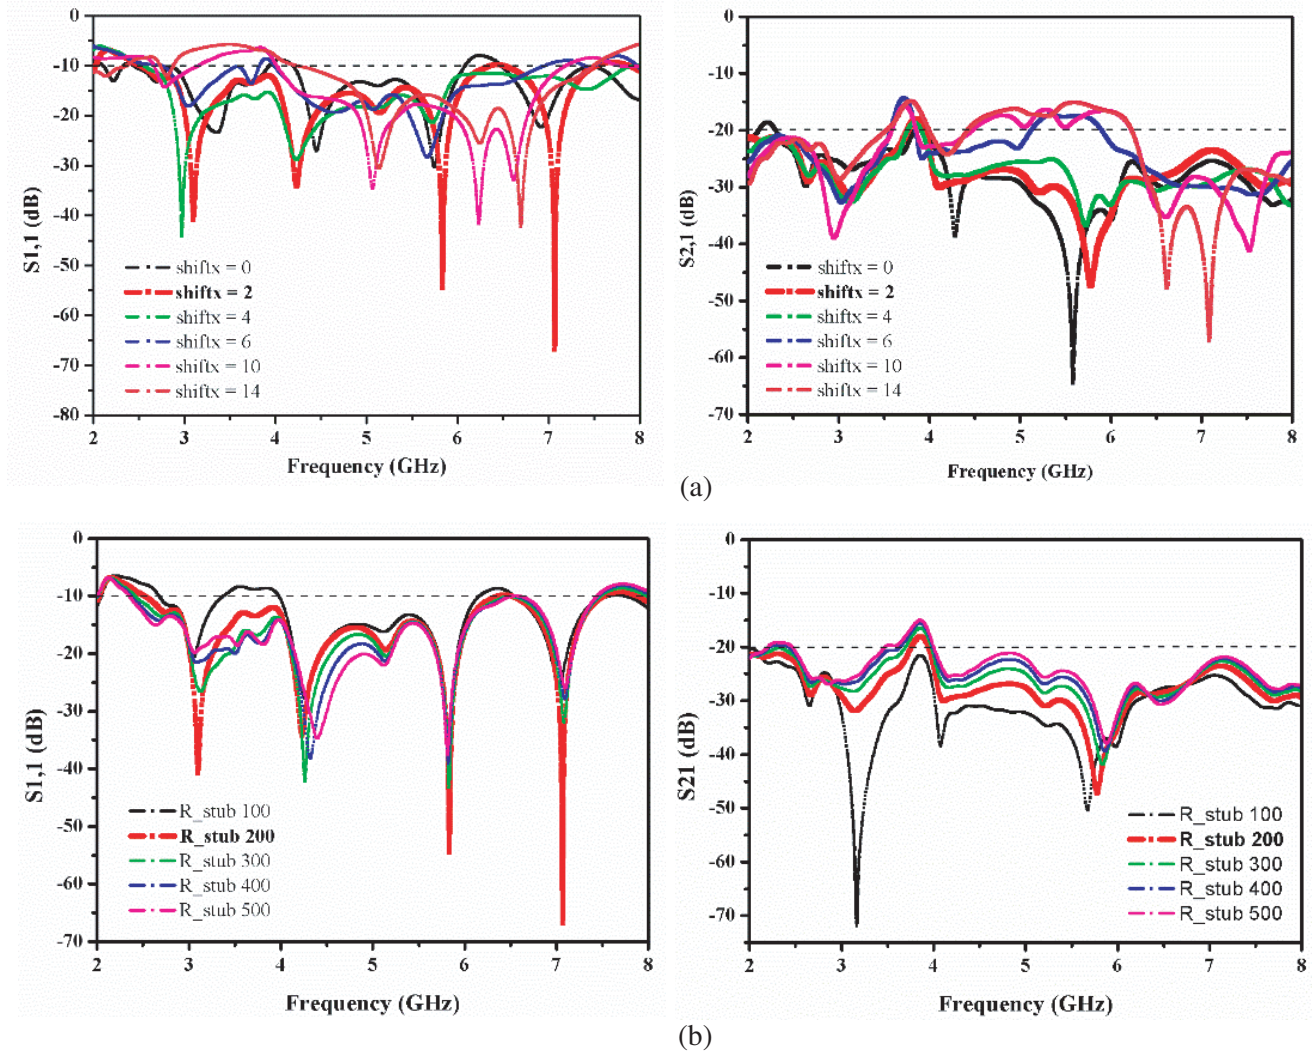 0
-10
-20
-30
-40
-50
-60
-70
-80
S1,1 (dB)
shiftx = 0
shiftx = 2
shiftx = 4
shiftx = 6
shiftx = 10
shiftx = 14
2 3 4 5 6 7 8
Frequency (GHz)
0
-10
-20
-30
-40
-50
-60
-70
S2,1 (dB)
shiftx = 0
shiftx = 2
shiftx = 4
shiftx = 6
shiftx = 10
shiftx = 14
2 3 4 5 6 7 8
Frequency (GHz)
(a)
0
-10
-20
-30
-40
-50
-60
-70
S1,1 (dB)
R_stub 100
R_stub 200
R_stub 300
R_stub 400
R_stub 500
2 3 4 5 6 7 8
Frequency (GHz)
0
-10
-20
-30
-40
-50
-60
-70
S21 (dB)
R_stub 100
R_stub 200
R_stub 300
R_stub 400
R_stub 500
2 3 4 5 6 7 8
Frequency (GHz)
(b)